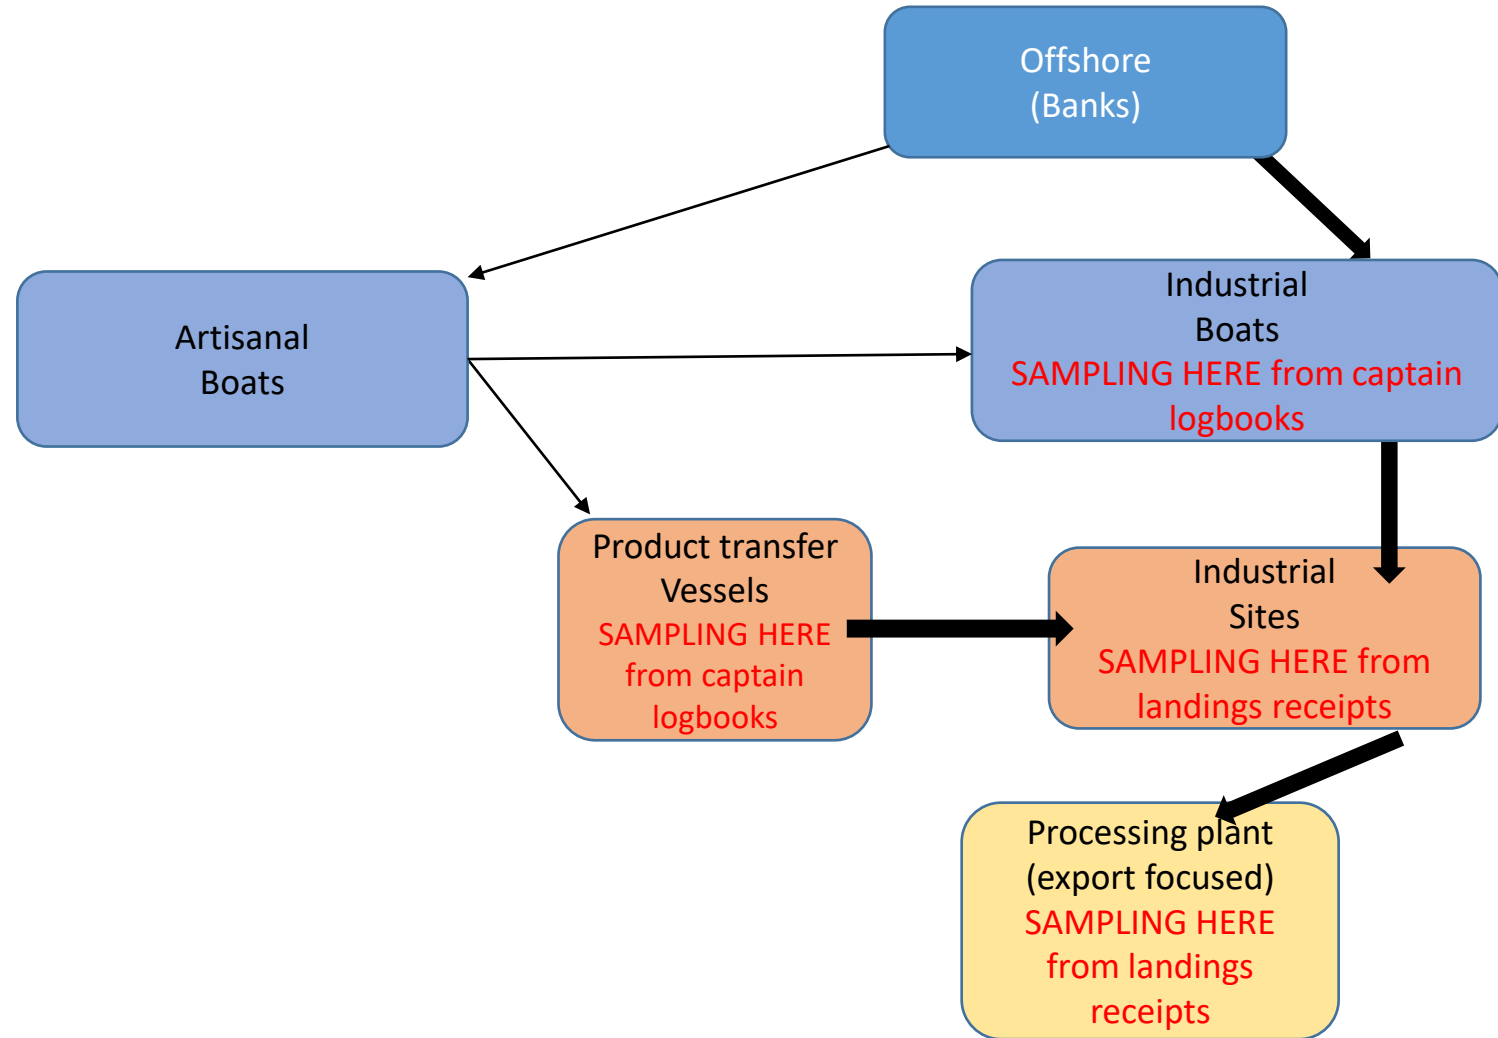 Offshore
(Banks)
Artisanal
Boats
Industrial
Boats
SAMPLING HERE from captain
logbooks
Product transfer
Vessels
SAMPLING HERE
from captain
logbooks
Industrial
Sites
SAMPLING HERE from
landings receipts
Processing plant
(export focused)
SAMPLING HERE
from landings
receipts